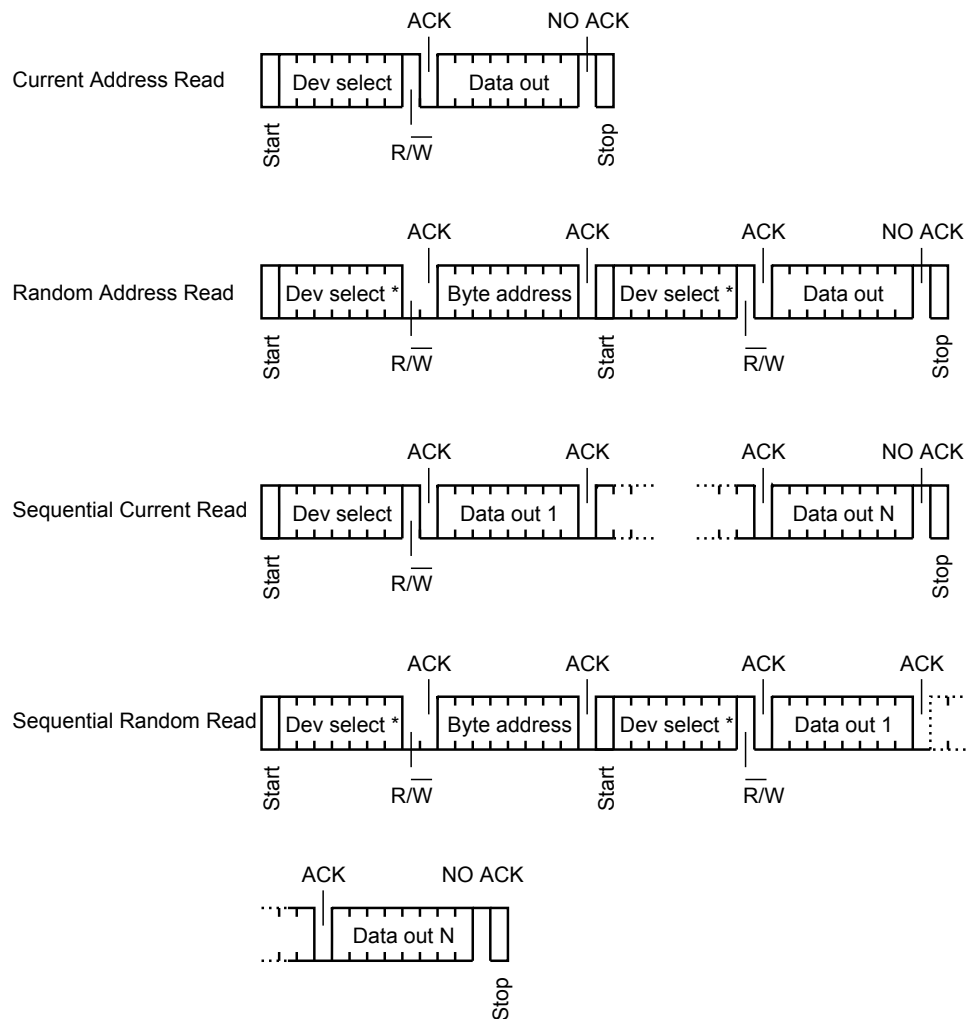 ACK NO ACK
Current Address Read Dev select Data out
Start R/W̅ Stop
ACK ACK ACK NO ACK
Random Address Read Dev select * Byte address Dev select * Data out
Start R/W̅ Start R̅/W Stop
ACK ACK ACK NO ACK
Sequential Current Read Dev select Data out 1 Data out N
Start R/W̅ Stop
ACK ACK ACK ACK
Sequential Random Read Dev select * Byte address Dev select * Data out 1
Start R/W̅ Start R̅/W
ACK NO ACK
Data out N
Stop